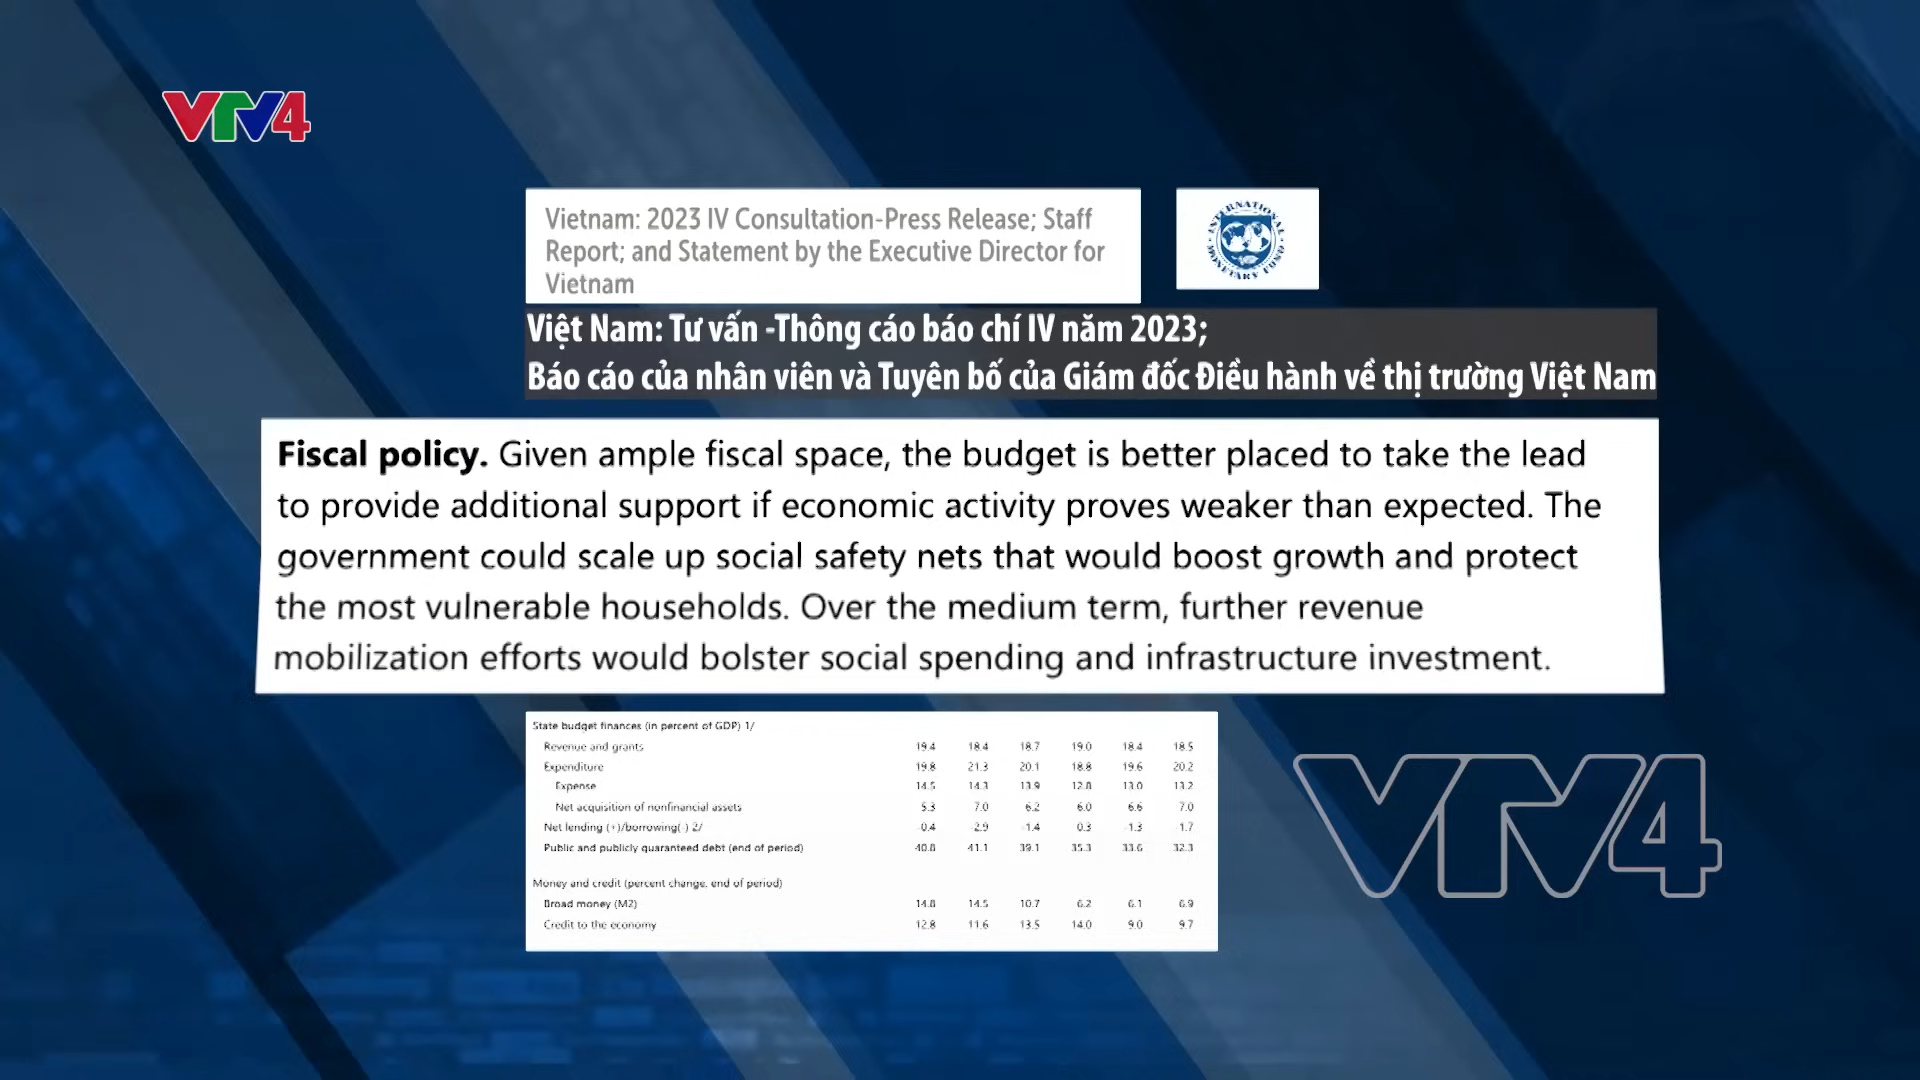 VTV4
Vietnam: 2023 IV Consultation-Press Release; Staff
Report; and Statement by the Executive Director for
Vietnam
INTERNATIONAL MONETARY FUND
Việt Nam: Tư vấn -Thông cáo báo chí IV năm 2023;
Báo cáo của nhân viên và Tuyên bố của Giám đốc Điều hành về thị trường Việt Nam
Fiscal policy. Given ample fiscal space, the budget is better placed to take the lead
to provide additional support if economic activity proves weaker than expected. The
government could scale up social safety nets that would boost growth and protect
the most vulnerable households. Over the medium term, further revenue
mobilization efforts would bolster social spending and infrastructure investment.
State budget finances (in percent of GDP) 1/
Revenue and grants 19.4 18.4 18.7 19.0 18.4 18.5
Expenditure 19.8 21.3 20.1 18.8 19.6 20.2
Expense 14.5 14.3 13.9 12.8 13.0 13.2
Net acquisition of nonfinancial assets 5.3 7.0 6.2 6.0 6.6 7.0
Net lending (+)/borrowing(-) 2/ -0.4 -2.9 -1.4 0.3 -1.3 -1.7
Public and publicly guaranteed debt (end of period) 40.8 41.1 39.1 35.3 33.6 32.3
Money and credit (percent change, end of period)
Broad money (M2) 14.8 14.5 10.7 6.2 6.1 6.9
Credit to the economy 12.8 11.6 13.5 14.0 9.0 9.7
VTV4